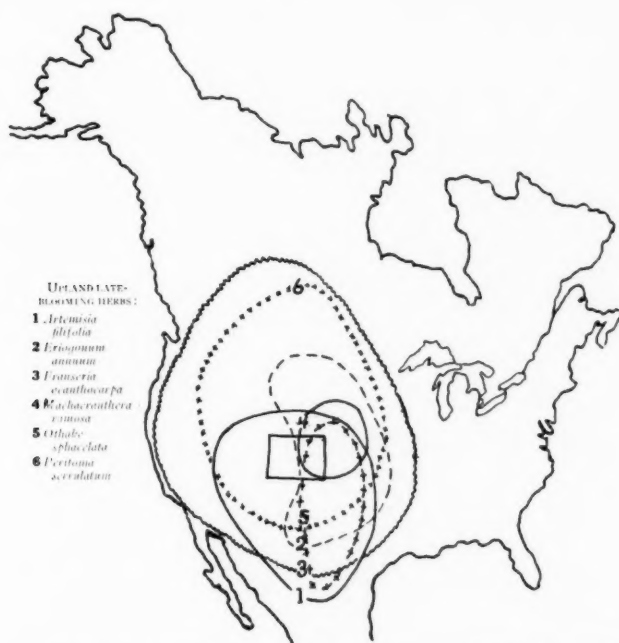 UPLAND LATE-
BLOOMING HERBS:
1 Artemisia
filifolia
2 Eriogonum
annuum
3 Franseria
acanthocarpa
4 Machaeranthera
ramosa
5 Othake
sphacelata
6 Peritoma
serrulatum
6
5
2
3
1